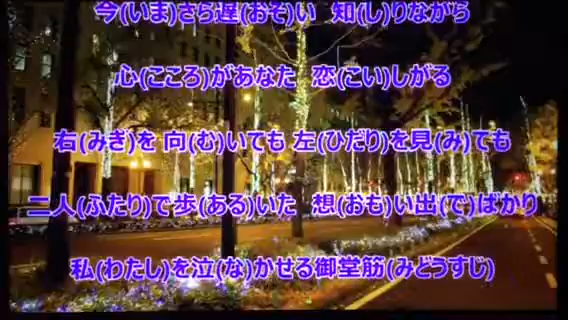 今(いま)さら遅(おそ)い 知(し)りながら
心(こころ)があなた 恋(こい)しがる
右(みぎ)を 向(む)いても 左(ひだり)を見(み)ても
二人(ふたり)で歩(ある)いた 想(おも)い出(で)ばかり
私(わたし)を泣(な)かせる御堂筋(みどうすじ)